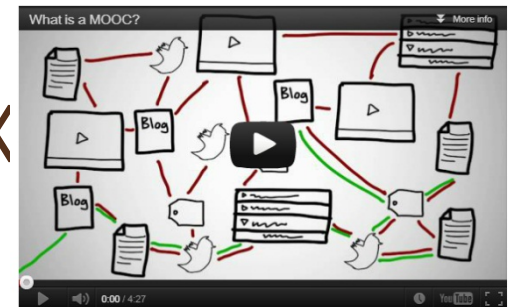 What is a MOOC?
More info
Blog
Blog
Blog
0:00 / 4:27
YouTube